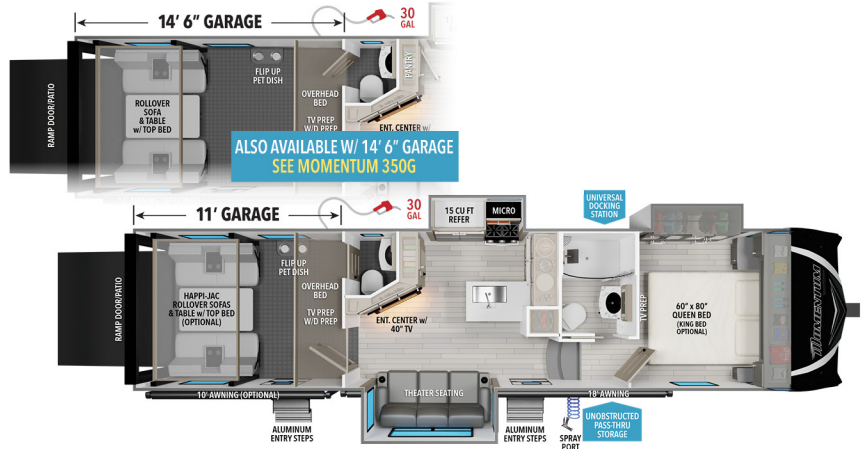 14' 6" GARAGE
30
GAL
RAMP DOOR/PATIO
FLIP UP
PET DISH
PANTRY
ROLLOVER
SOFA
& TABLE
w/ TOP BED
OVERHEAD
BED
TV PREP
W/D PREP
ENT. CENTER w/
ALSO AVAILABLE W/ 14' 6" GARAGE
SEE MOMENTUM 350G
11' GARAGE
30
GAL
15 CU FT
REFER
MICRO
UNIVERSAL
DOCKING
STATION
RAMP DOOR/PATIO
FLIP UP
PET DISH
HAPPI-JAC
ROLLOVER SOFAS
& TABLE w/ TOP BED
(OPTIONAL)
OVERHEAD
BED
TV PREP
W/D PREP
ENT. CENTER w/
40" TV
TV PREP
60" x 80"
QUEEN BED
(KING BED
OPTIONAL)
MOMENTUM
THEATER SEATING
10' AWNING (OPTIONAL)
18' AWNING
ALUMINUM
ENTRY STEPS
ALUMINUM
ENTRY STEPS
SPRAY
PORT
UNOBSTRUCTED
PASS-THRU
STORAGE